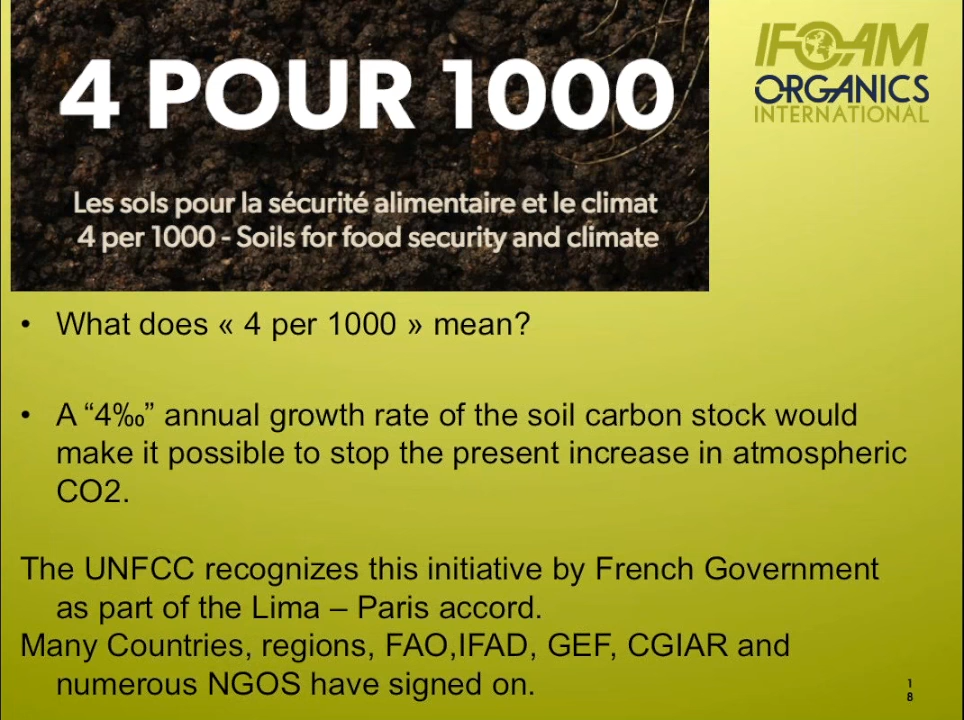 4 POUR 1000
Les sols pour la sécurité alimentaire et le climat
4 per 1000 - Soils for food security and climate
IFOAM
ORGANICS
INTERNATIONAL
• What does « 4 per 1000 » mean?
• A “4‰” annual growth rate of the soil carbon stock would
make it possible to stop the present increase in atmospheric
CO2.
The UNFCC recognizes this initiative by French Government
as part of the Lima – Paris accord.
Many Countries, regions, FAO,IFAD, GEF, CGIAR and
numerous NGOS have signed on.
1
8